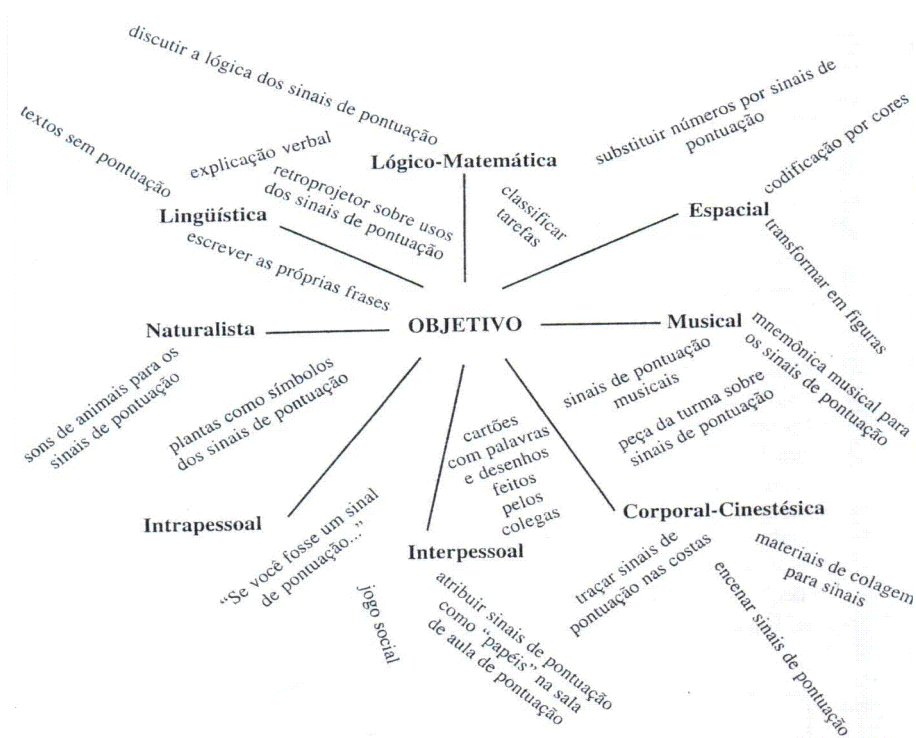 discutir a lógica dos sinais de pontuação
textos sem pontuação
explicação verbal
Lingüística
retroprojetor sobre usos
dos sinais de pontuação
escrever as próprias frases
Lógico-Matemática
classificar
tarefas
substituir números por sinais de
pontuação
codificação por cores
Espacial
transformar em figuras
Naturalista
OBJETIVO
Musical
mnemônica musical para
os sinais de pontuação
sinais de pontuação
musicais
peça da turma sobre
sinais de pontuação
sons de animais para os
sinais de pontuação
plantas como símbolos
dos sinais de pontuação
cartões
com palavras
e desenhos
feitos
pelos
colegas
Intrapessoal
"Se você fosse um sinal
de pontuação..."
Interpessoal
jogo social
atribuir sinais de pontuação
como "papéis" na sala
de aula de pontuação
Corporal-Cinestésica
traçar sinais de
pontuação nas costas
encenar sinais de pontuação
materiais de colagem
para sinais